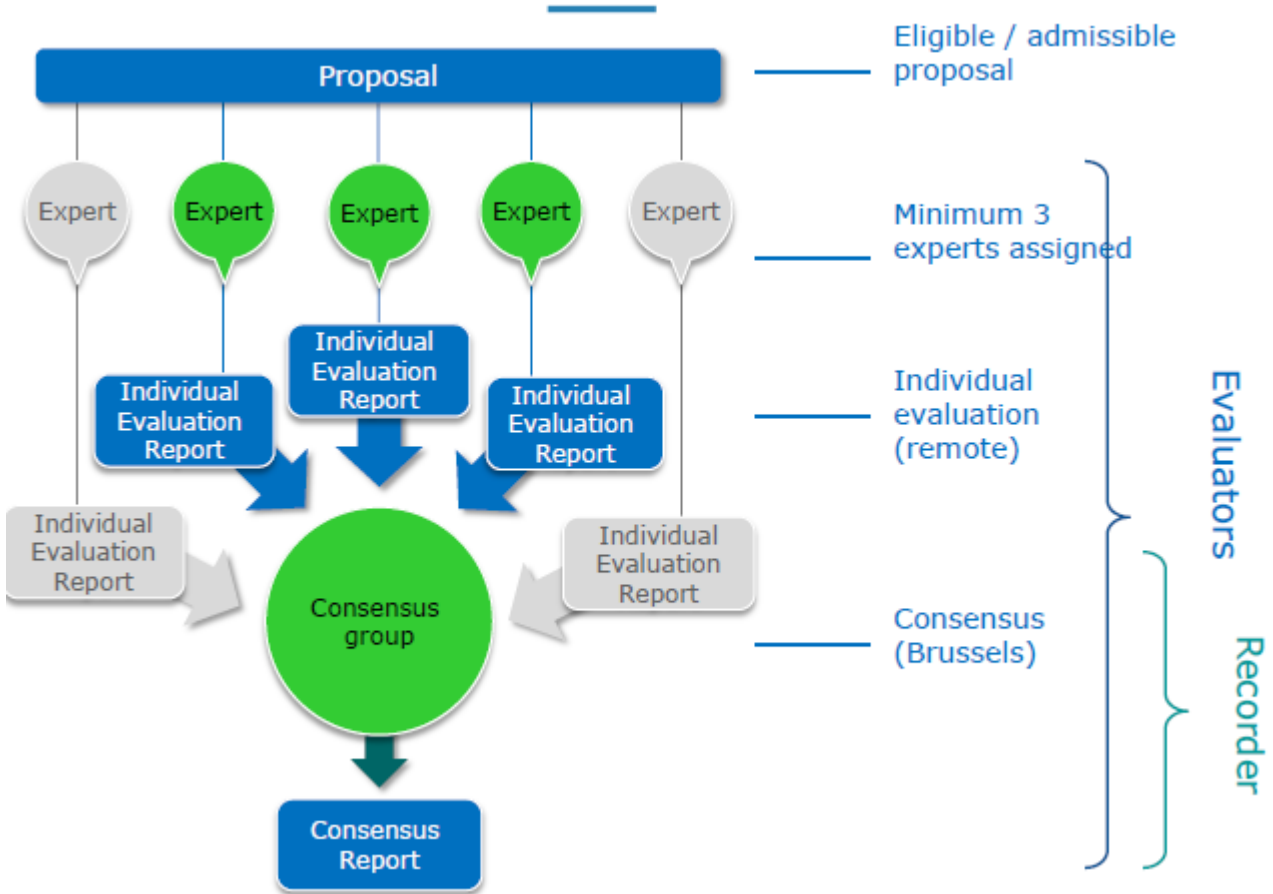 Proposal
Eligible / admissible
proposal
Expert
Expert
Expert
Expert
Expert
Minimum 3
experts assigned
Individual
Evaluation
Report
Individual
Evaluation
Report
Individual
Evaluation
Report
Individual
evaluation
(remote)
Individual
Evaluation
Report
Individual
Evaluation
Report
Consensus
group
Consensus
(Brussels)
Consensus
Report
Evaluators
Recorder